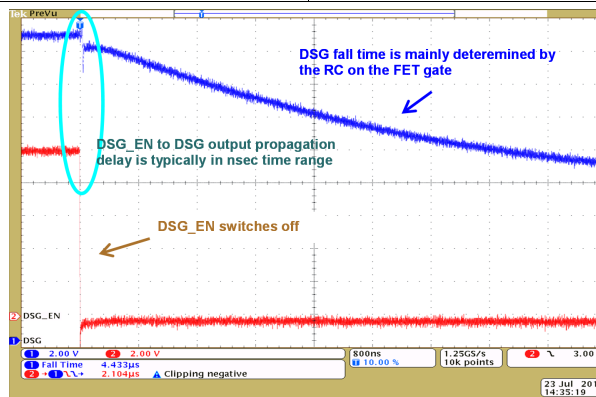 Tek PreVu
DSG fall time is mainly deteremined by
the RC on the FET gate
DSG_EN to DSG output propagation
delay is typically in nsec time range
DSG_EN switches off
2 DSG_EN
1 DSG
1 2.00 V 2 2.00 V
1 Fall Time 4.433µs
2 → 1 2.104µs Clipping negative
800ns
10.00 %
1.25GS/s
10k points
2 3.00
23 Jul 201
14:35:19